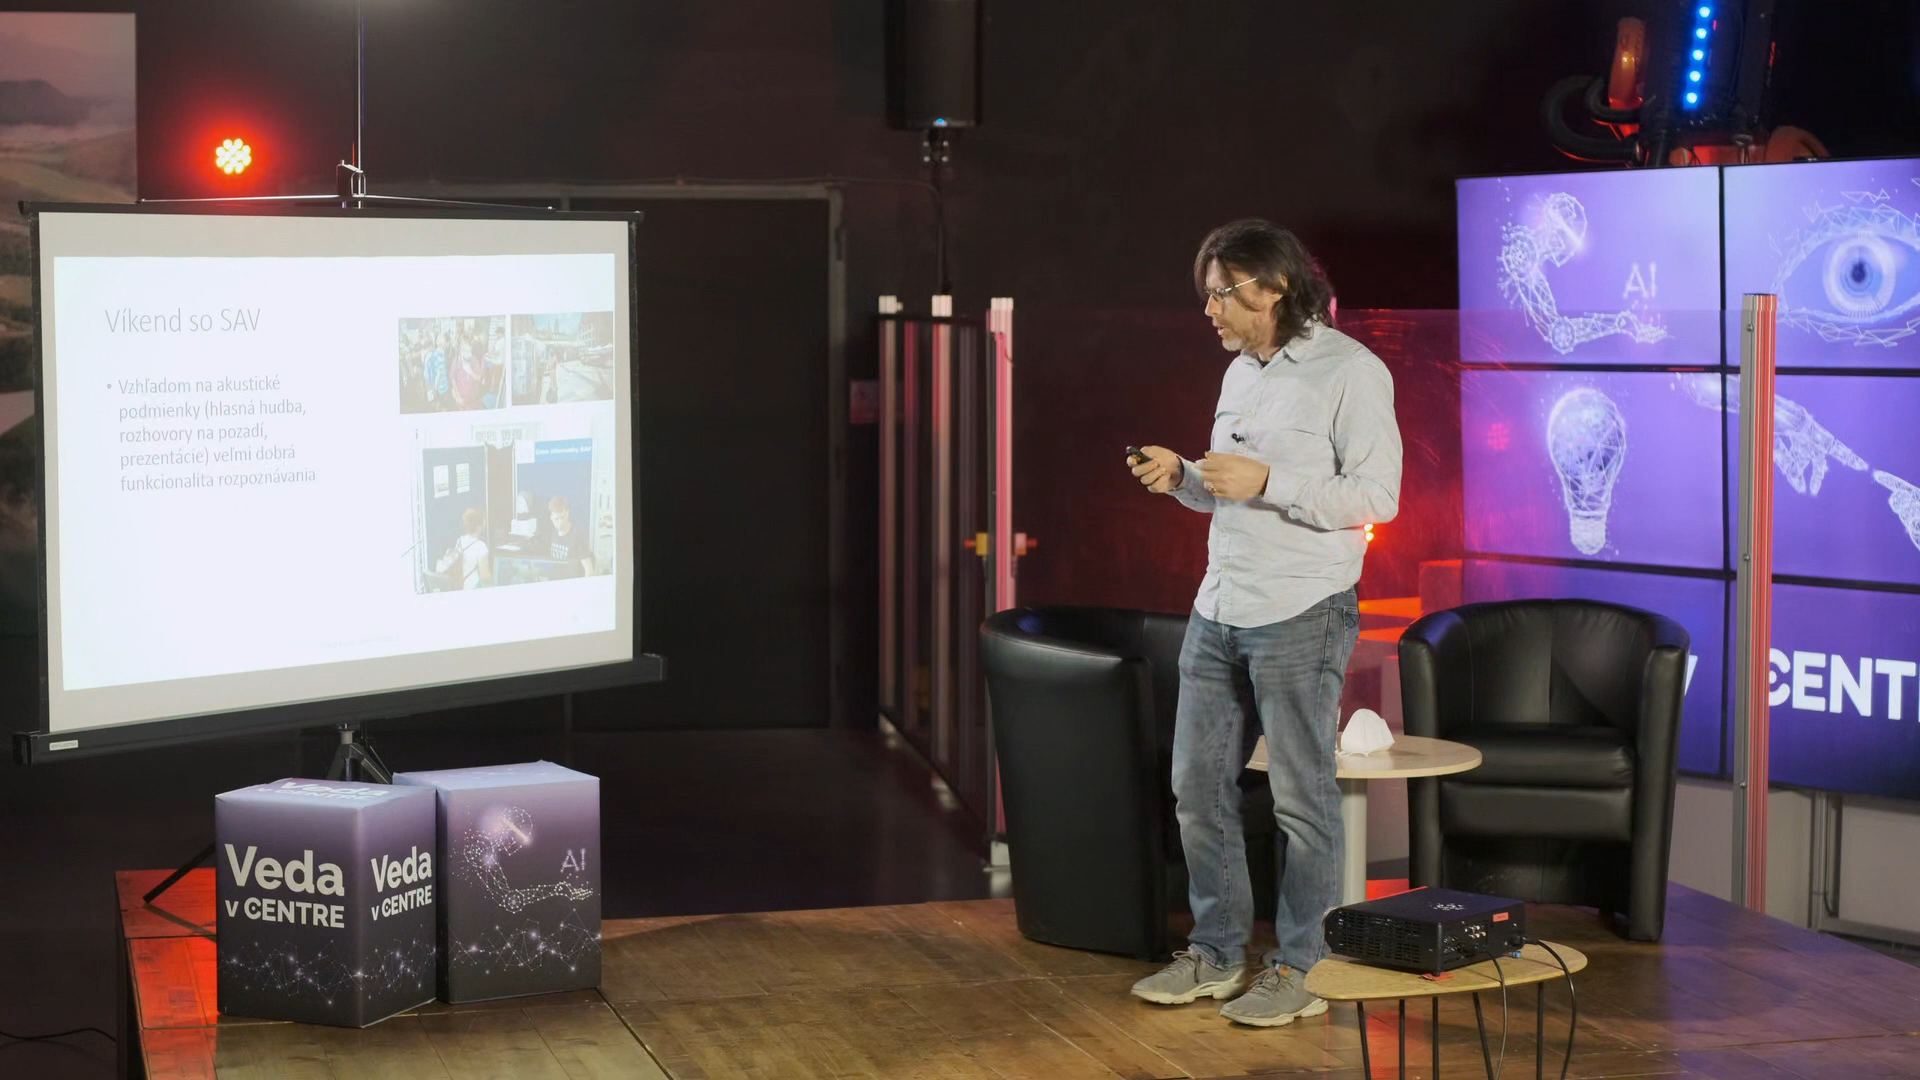 Víkend so SAV
• Vzhľadom na akustické
podmienky (hlasná hudba,
rozhovory na pozadí,
prezentácie) veľmi dobrá
funkcionalita rozpoznávania
AI
V CENT
Veda
Veda
v CENTRE
Veda
v CENTRE
AI